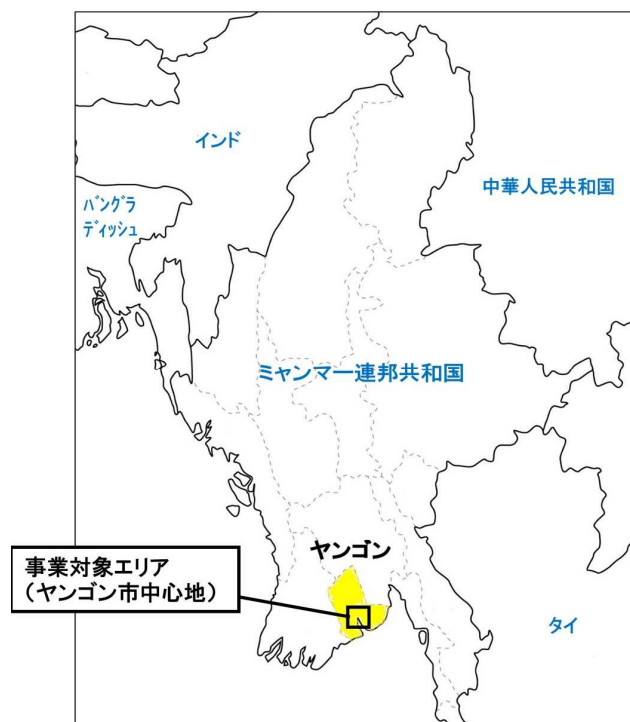 インド
中華人民共和国
バングラ
ディッシュ
ミャンマー連邦共和国
ヤンゴン
事業対象エリア
（ヤンゴン市中心地）
タイ